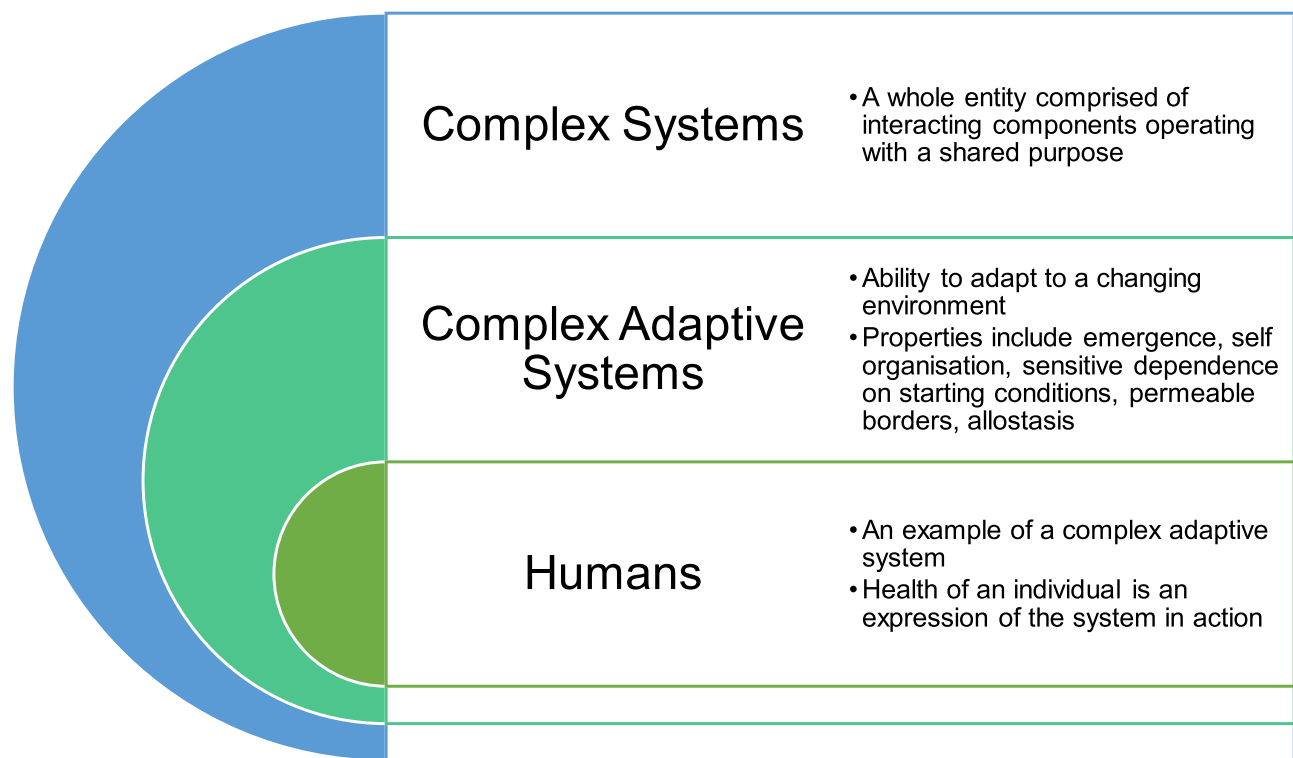 Complex Systems
•A whole entity comprised of
interacting components operating
with a shared purpose
Complex Adaptive
Systems
•Ability to adapt to a changing
environment
•Properties include emergence, self
organisation, sensitive dependence
on starting conditions, permeable
borders, allostasis
Humans
•An example of a complex adaptive
system
•Health of an individual is an
expression of the system in action